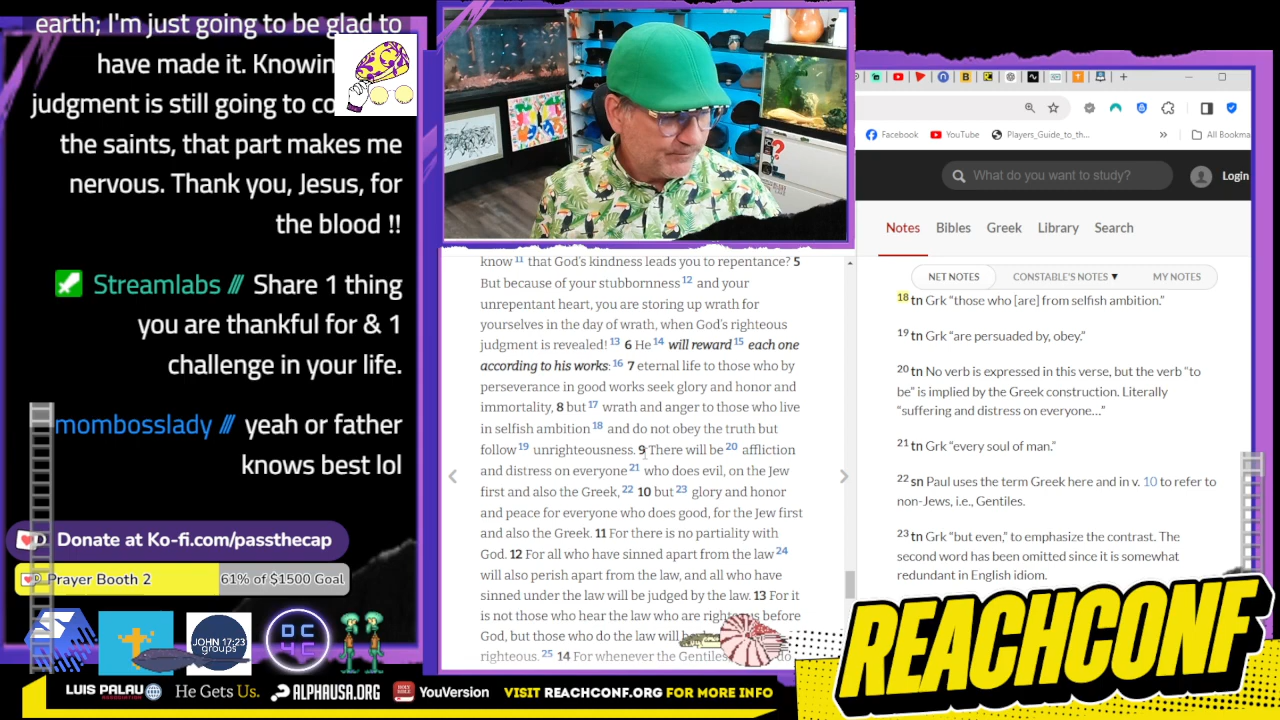 earth; I'm just going to be glad to
have made it. Knowin
judgment is still going to co
the saints, that part makes me
nervous. Thank you, Jesus, for
the blood !!
Streamlabs /// Share 1 thing
you are thankful for & 1
challenge in your life.
mombosslady /// yeah or father
knows best lol
Donate at Ko-fi.com/passthecap
Prayer Booth 2 61% of $1500 Goal
JOHN 17:23
groups
DC
4C
know 11 that God's kindness leads you to repentance? 5
But because of your stubbornness 12 and your
unrepentant heart, you are storing up wrath for
yourselves in the day of wrath, when God's righteous
judgment is revealed! 13 6 He 14 will reward 15 each one
according to his works: 16 7 eternal life to those who by
perseverance in good works seek glory and honor and
immortality, 8 but 17 wrath and anger to those who live
in selfish ambition 18 and do not obey the truth but
follow 19 unrighteousness. 9 There will be 20 affliction
and distress on everyone 21 who does evil, on the Jew
first and also the Greek, 22 10 but 23 glory and honor
and peace for everyone who does good, for the Jew first
and also the Greek. 11 For there is no partiality with
God. 12 For all who have sinned apart from the law 24
will also perish apart from the law, and all who have
sinned under the law will be judged by the law. 13 For it
is not those who hear the law who are righteous before
God, but those who do the law will be
righteous. 25 14 For whenever the Gentiles do
Facebook YouTube Players_Guide_to_th... » All Bookma
What do you want to study? Login
Notes Bibles Greek Library Search
NET NOTES CONSTABLE'S NOTES ▼ MY NOTES
18 tn Grk “those who [are] from selfish ambition.”
19 tn Grk “are persuaded by, obey.”
20 tn No verb is expressed in this verse, but the verb “to
be” is implied by the Greek construction. Literally
“suffering and distress on everyone…”
21 tn Grk “every soul of man.”
22 sn Paul uses the term Greek here and in v. 10 to refer to
non-Jews, i.e., Gentiles.
23 tn Grk “but even,” to emphasize the contrast. The
second word has been omitted since it is somewhat
redundant in English idiom.
REACHCONF
LUIS PALAU He Gets Us. ALPHAUSA.ORG HOLY BIBLE YouVersion VISIT REACHCONF.ORG FOR MORE INFO